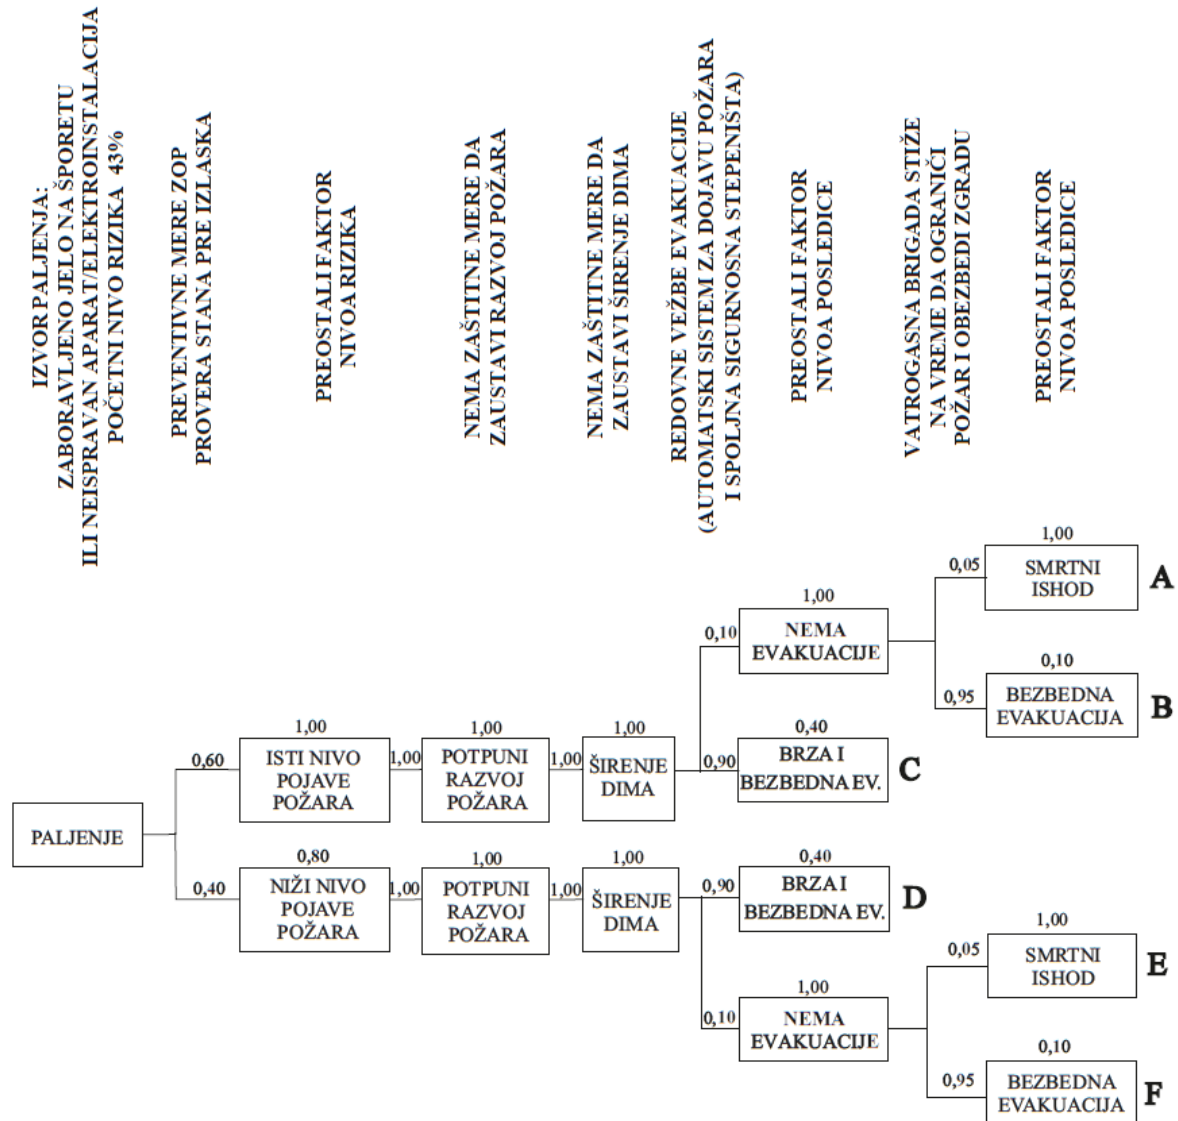 IZVOR PALJENJA:
ZABORAVLJENO JELO NA ŠPORETU
ILI NEISPRAVAN APARAT/ELEKTROINSTALACIJA
POČETNI NIVO RIZIKA 43%
PREVENTIVNE MERE ZOP
PROVERA STANA PRE IZLASKA
PREOSTALI FAKTOR
NIVOA RIZIKA
NEMA ZAŠTITNE MERE DA
ZAUSTAVI RAZVOJ POŽARA
NEMA ZAŠTITNE MERE DA
ZAUSTAVI ŠIRENJE DIMA
REDOVNE VEŽBE EVAKUACIJE
(AUTOMATSKI SISTEM ZA DOJAVU POŽARA
I SPOLJNA SIGURNOSNA STEPENIŠTA)
PREOSTALI FAKTOR
NIVOA POSLEDICE
VATROGASNA BRIGADA STIŽE
NA VREME DA OGRANIČI
POŽAR I OBEZBEDI ZGRADU
PREOSTALI FAKTOR
NIVOA POSLEDICE
1,00
0,05
SMRTNI
ISHOD
A
1,00
0,10
NEMA
EVAKUACIJE
0,10
0,95
BEZBEDNA
EVAKUACIJA
B
1,00
0,60
ISTI NIVO
POJAVE
POŽARA
1,00
1,00
POTPUNI
RAZVOJ
POŽARA
1,00
1,00
ŠIRENJE
DIMA
0,40
0,90
BRZA I
BEZBEDNA EV.
C
PALJENJE
0,80
0,40
NIŽI NIVO
POJAVE
POŽARA
1,00
1,00
POTPUNI
RAZVOJ
POŽARA
1,00
1,00
ŠIRENJE
DIMA
0,40
0,90
BRZA I
BEZBEDNA EV.
D
1,00
0,05
SMRTNI
ISHOD
E
1,00
0,10
NEMA
EVAKUACIJE
0,10
0,95
BEZBEDNA
EVAKUACIJA
F